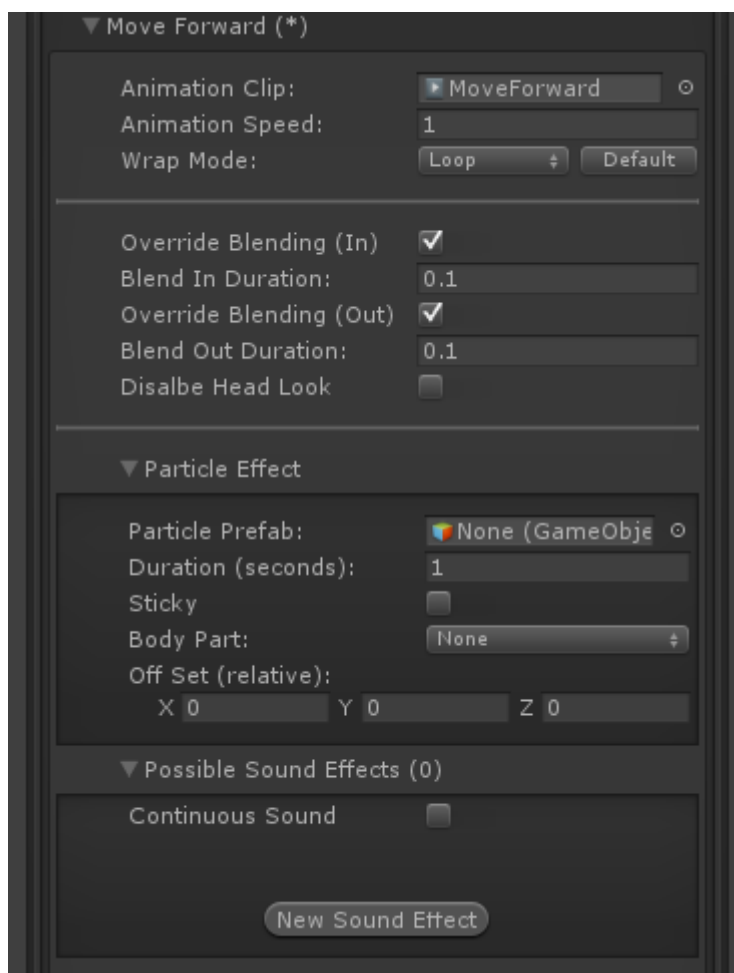 Move Forward (*)
Animation Clip: MoveForward
Animation Speed: 1
Wrap Mode: Loop Default
Override Blending (In)
Blend In Duration: 0.1
Override Blending (Out)
Blend Out Duration: 0.1
Disalbe Head Look
Particle Effect
Particle Prefab: None (GameObje
Duration (seconds): 1
Sticky
Body Part: None
Off Set (relative):
X 0 Y 0 Z 0
Possible Sound Effects (0)
Continuous Sound
New Sound Effect